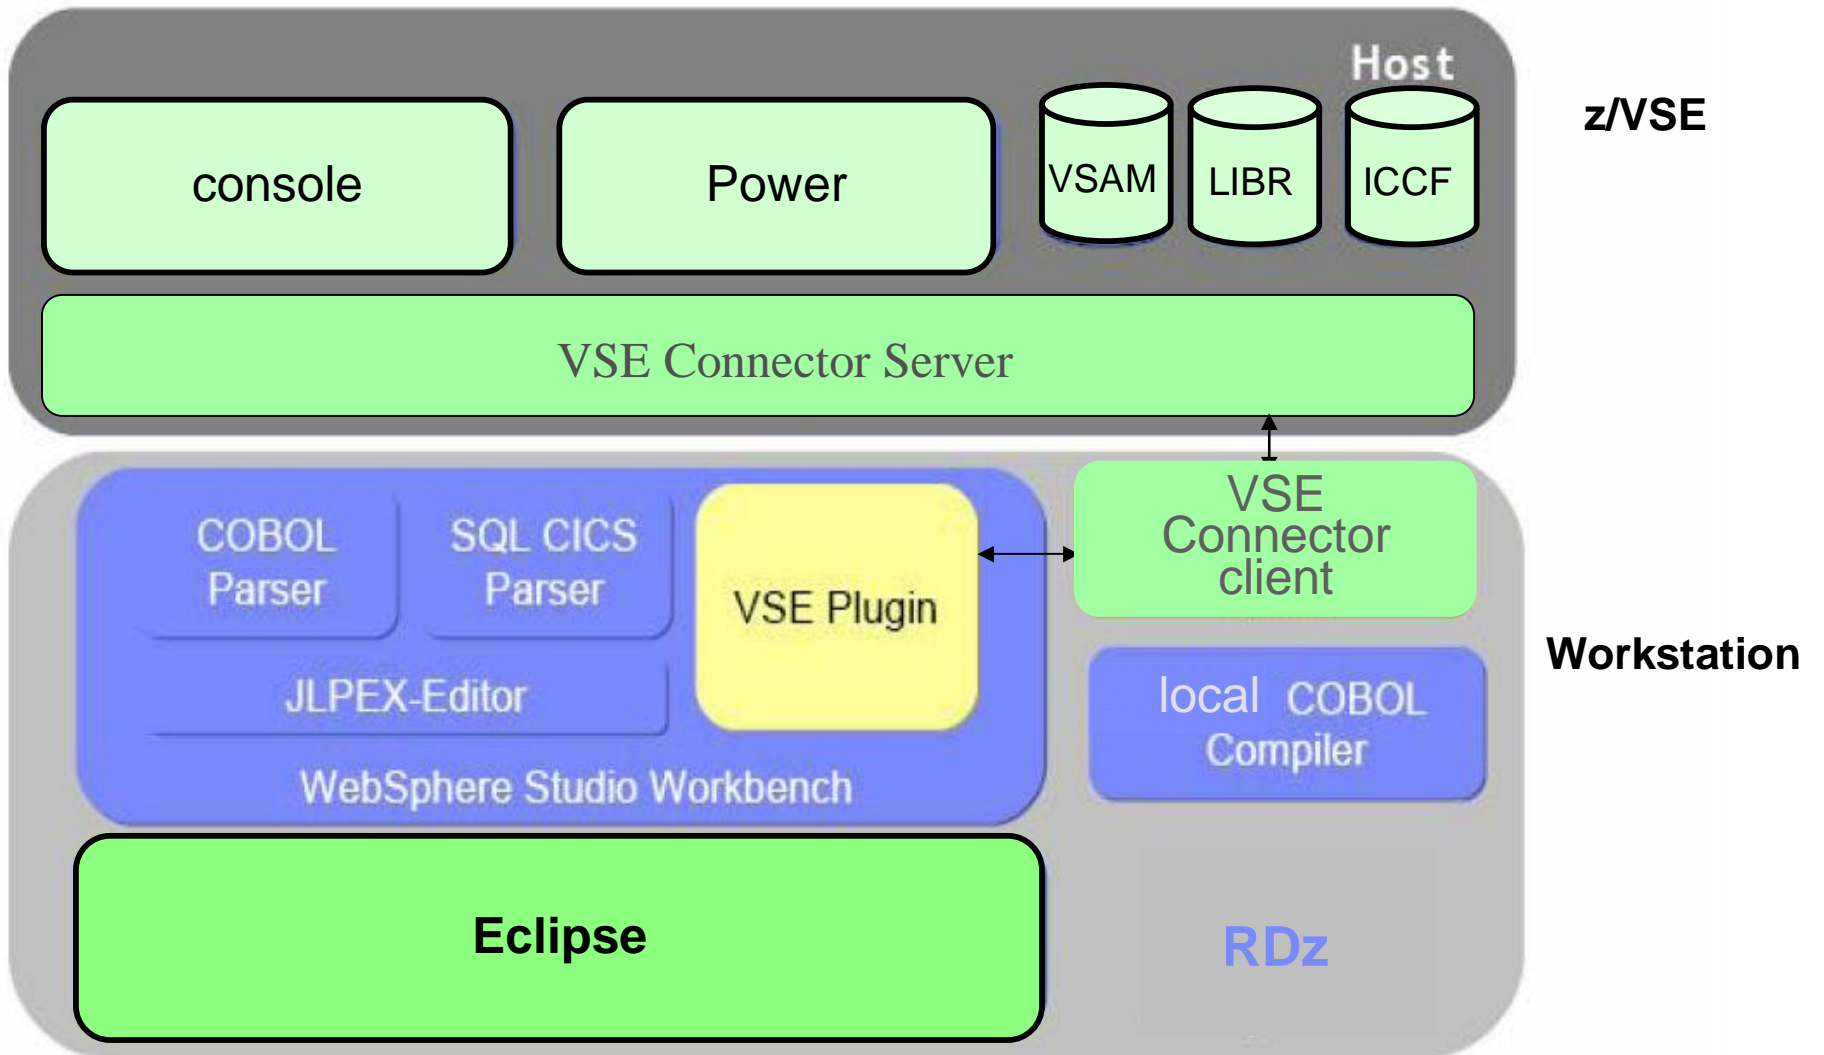 Host
z/VSE
console
Power
VSAM
LIBR
ICCF
VSE Connector Server
COBOL
Parser
SQL CICS
Parser
VSE Plugin
VSE
Connector
client
JLPEX-Editor
WebSphere Studio Workbench
local COBOL
Compiler
Workstation
Eclipse
RDz